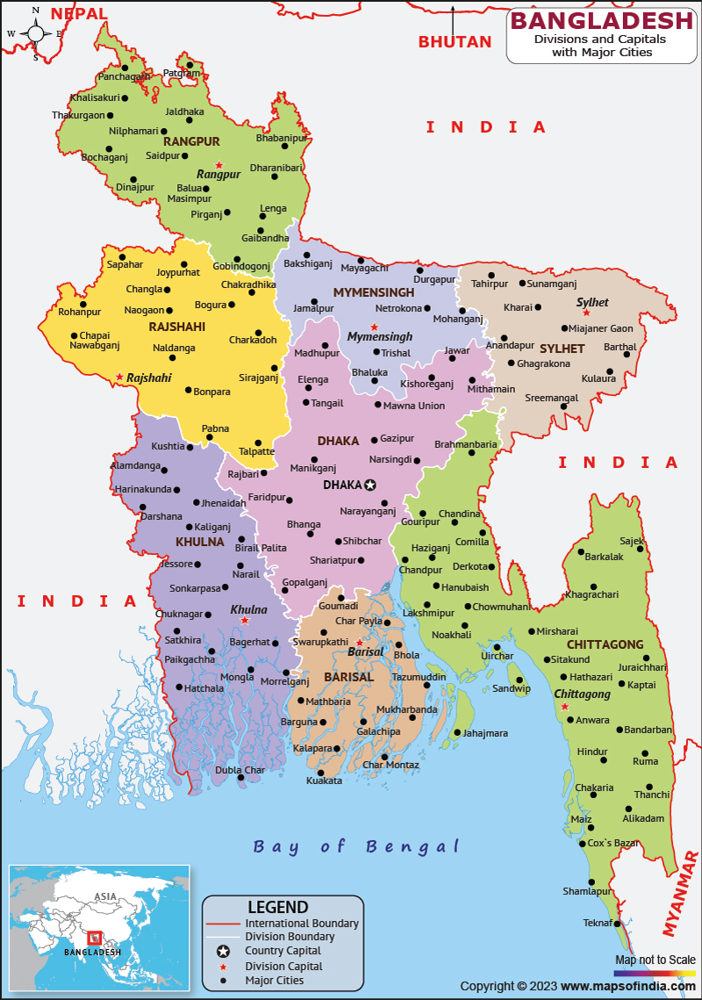 NEPAL
N
W
E
S
BHUTAN
BANGLADESH
Divisions and Capitals
with Major Cities
INDIA
Panchagarh
Patgram
Khalisakuri
Thakurgaon
Jaldhaka
Nilphamari
RANGPUR
Bhabanipur
Bochaganj
Saidpur
Rangpur
Dharanibari
Dinajpur
Balua
Masimpur
Pirganj
Lenga
Gaibandha
Gobindogonj
Sapahar
Joypurhat
Changla
Chakradhika
Rohanpur
Naogaon
Bogura
RAJSHAHI
Chapai
Nawabganj
Charkadoh
Naldanga
Rajshahi
Sirajganj
Bonpara
Pabna
Talpatte
Bakshiganj
Mayagachi
Durgapur
MYMENSINGH
Jamalpur
Netrokona
Mohanganj
Mymensingh
Trishal
Bhaluka
Tahirpur
Sunamganj
Sylhet
Kharai
Miajaner Gaon
Anandapur
SYLHET
Barthal
Ghagrakona
Kulaura
Sreemangal
Madhupur
Jawar
Elenga
Kishoreganj
Mithamain
Tangail
Mawna Union
DHAKA
Gazipur
Narsingdi
Manikganj
Rajbari
DHAKA
Faridpur
Narayanganj
Bhanga
Shibchar
Shariatpur
Gopalganj
INDIA
Kushtia
Alamdanga
Harinakunda
Jhenaidah
Darshana
Kaliganj
KHULNA
Birail Palita
Jessore
Narail
Sonkarpasa
INDIA
Chuknagar
Khulna
Satkhira
Bagerhat
Paikgachha
Mongla
Morrelganj
Hatchala
Dubla Char
Goumadi
Char Payla
Swarupkathi
Barisal
Bhola
BARISAL
Tazumuddin
Mathbaria
Mukharbanda
Barguna
Galachipa
Kalapara
Char Montaz
Kuakata
Brahmanbaria
Chandina
Gouripur
Comilla
Haziganj
Chandpur
Derkota
Hanubaish
Lakshmipur
Chowmuhani
Noakhali
Mirsharai
Uirchar
Sandwip
Jahajmara
Sajek
Barkalak
Khagrachari
CHITTAGONG
Sitakund
Juraichhari
Hathazari
Kaptai
Chittagong
Anwara
Bandarban
Hindur
Ruma
Chakaria
Thanchi
Maiz
Alikadam
Cox`s Bazar
Shamlapur
Teknaf
MYANMAR
Bay of Bengal
ASIA
BANGLADESH
LEGEND
International Boundary
Division Boundary
Country Capital
Division Capital
Major Cities
Map not to Scale
Copyright © 2023 www.mapsofindia.com